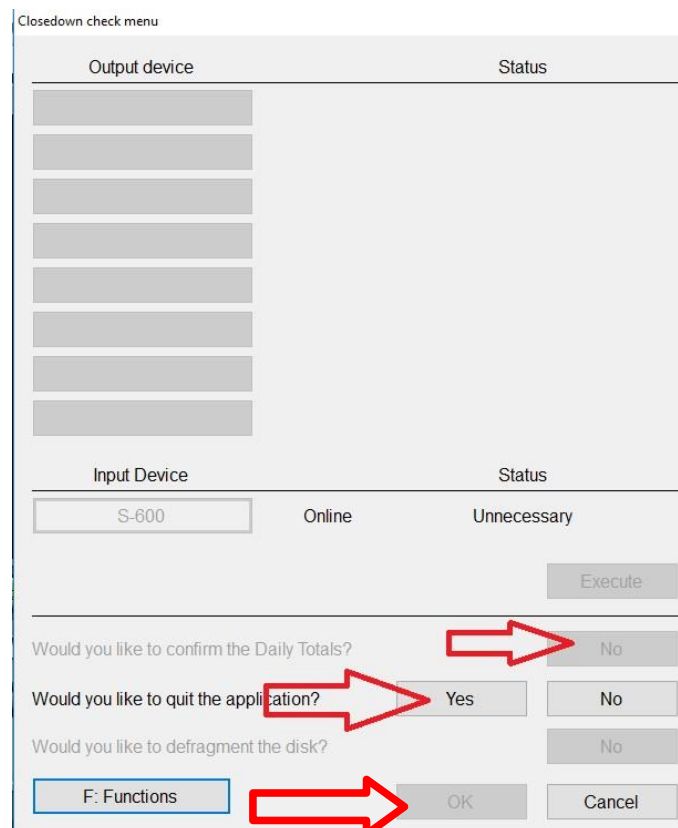 Closedown check menu
Output device Status
Input Device Status
S-600 Online Unnecessary
Execute
Would you like to confirm the Daily Totals? No
Would you like to quit the application? Yes No
Would you like to defragment the disk? No
F: Functions OK Cancel